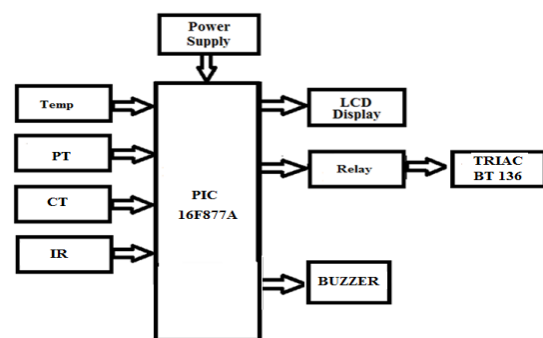 Power
Supply
Temp
PT
CT
IR
PIC
16F877A
LCD
Display
Relay
TRIAC
BT 136
BUZZER